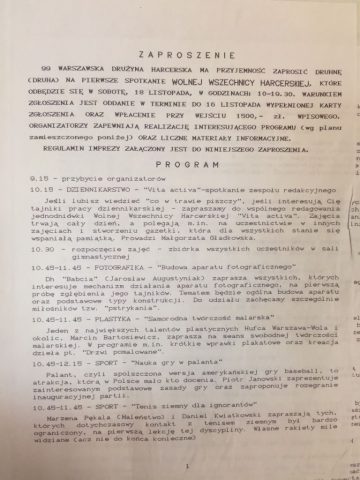 ZAPROSZENIE
99 WARSZAWSKA DRUŻYNA HARCERSKA MA PRZYJEMNOŚĆ ZAPROSIĆ DRUHNĘ
(DRUHA) NA PIERWSZE SPOTKANIE WOLNEJ WSZECHNICY HARCERSKIEJ, KTÓRE
ODBĘDZIE SIĘ W SOBOTĘ, 18 LISTOPADA, W GODZINACH: 10-19.30. WARUNKIEM
ZGŁOSZENIA JEST ODDANIE W TERMINIE DO 16 LISTOPADA WYPEŁNIONEJ KARTY
ZGŁOSZENIA ORAZ WPŁACENIE PRZY WEJŚCIU 1500,- zł. WPISOWEGO.
ORGANIZATORZY ZAPEWNIAJĄ REALIZACJĘ INTERESUJĄCEGO PROGRAMU (wg planu
zamieszczonego poniżej) ORAZ LICZNE MATERIAŁY INFORMACYJNE.
REGULAMIN IMPREZY ZAŁĄCZONY JEST DO NINIEJSZEGO ZAPROSZENIA.
PROGRAM
9.15 - przybycie organizatorów
10.15 - DZIENNIKARSTWO - "Vita activa"-spotkanie zespołu redakcyjnego
Jeśli lubisz wiedzieć "co w trawie piszczy", jeśli interesują Cię
tajniki pracy dziennikarskiej - zapraszamy do wspólnego redagowania
jednodniówki Wolnej Wszechnicy Harcerskiej "Vita activa". Zajęcia
trwają cały dzień, a polegają m.in. na uczestnictwie w innych
zajęciach i stworzeniu gazetki, która dla wszystkich stanie się
wspaniałą pamiątką. Prowadzi Małgorzata Gładkowska.
10.30 - rozpoczęcie zajęć - zbiórka wszystkich uczestników w sali
gimnastycznej
10.45-11.45 - FOTOGRAFIKA - "Budowa aparatu fotograficznego"
Dh "Babcia" (Jarosław Augustyniak) zaprasza wszystkich, których
interesuje mechanizm działania aparatu fotograficznego, na pierwszą
próbę zgłębienia jego tajników. Tematem będzie ogólna budowa aparatu
oraz podstawowe typy konstrukcji. Do udziału zachęcamy szczególnie
miłośników tzw. "pstrykania".
10.45-11.45 - PLASTYKA - "Samorodna twórczość malarska"
Jeden z największych talentów plastycznych Hufca Warszawa-Wola i
okolic, Marcin Bartosiewicz, zaprasza na seans swobodnej twórczości
malarskiej. W programie m.in. krótkie wprawki plakatowe oraz kreacja
dzieła pt. "Drzwi pomalowane".
10.45-12.15 - SPORT - "Nauka gry w palanta"
Palant, czyli spolszczona wersja amerykańskiej gry baseball, to
atrakcja, którą w Polsce mało kto docenia. Piotr Janowski zaprezentuje
zainteresowanym podstawowe zasady gry oraz zaproponuje rozegranie
inauguracyjnej partii.
10.45-11.45 - SPORT - "Tenis ziemny dla ignorantów"
Marzena Pękala (Maleństwo) i Daniel Kwiatkowski zapraszają tych,
których dotychczasowy kontakt z tenisem ziemnym był bardzo
ograniczony, na pierwszą lekcję tej dyscypliny. Własne rakiety mile
widziane (acz nie do końca konieczne)
1